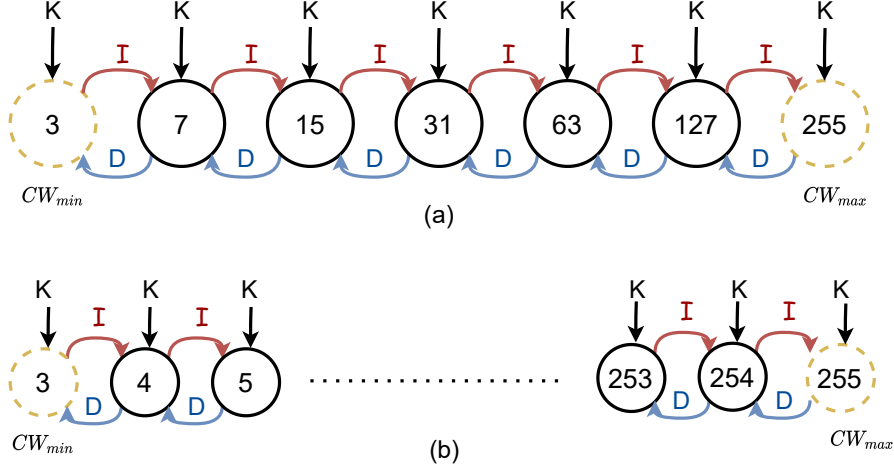 K K K K K K K
I I I I I I
3 7 15 31 63 127 255
D D D D D D
CWmin CWmax
(a)
K K K K K K
I I I I
3 4 5 253 254 255
D D D D
CWmin CWmax
(b)